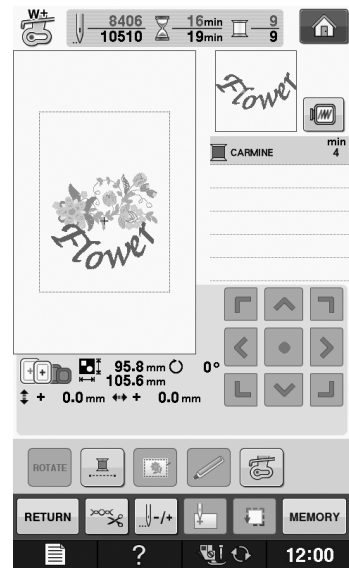 W+
8406 16min 9
10510 19min 9
Flower
min
CARMINE 4
Flower
95.8 mm 0°
105.6 mm
+ 0.0 mm + 0.0 mm
ROTATE
RETURN -/+ MEMORY
? 12:00